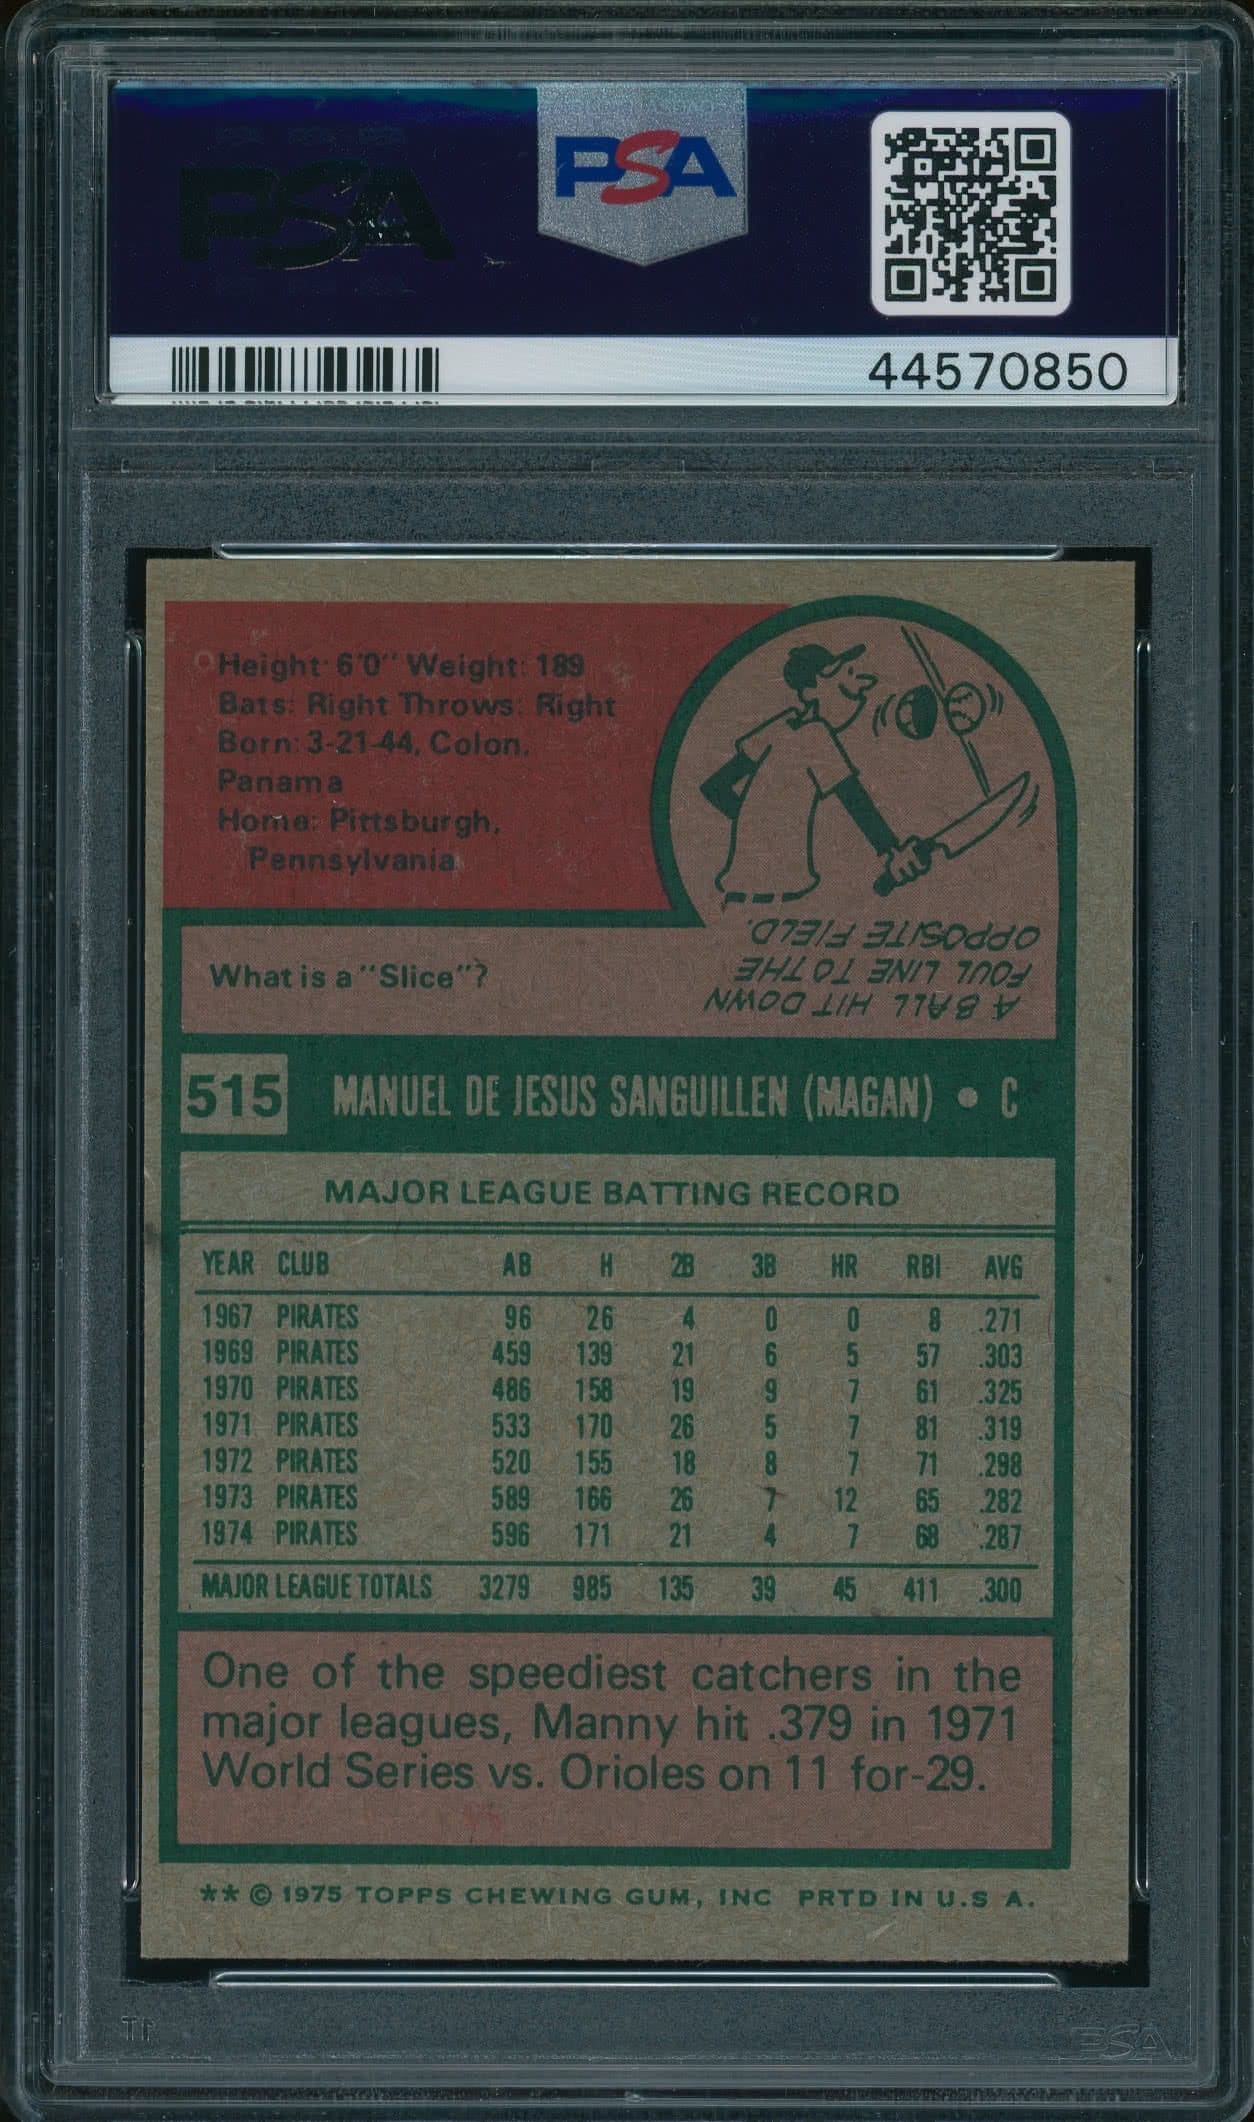 PSA
PSA
44570850
Height: 6'0" Weight: 189
Bats: Right Throws: Right
Born: 3-21-44, Colon,
Panama
Home: Pittsburgh,
Pennsylvania
What is a "Slice"?
A BALL HIT DOWN
FOUL LINE TO THE
OPPOSITE FIELD.
515 MANUEL DE JESUS SANGUILLEN (MAGAN) • C
MAJOR LEAGUE BATTING RECORD
YEAR CLUB AB H 2B 3B HR RBI AVG
1967 PIRATES 96 26 4 0 0 8 .271
1969 PIRATES 459 139 21 6 5 57 .303
1970 PIRATES 486 158 19 9 7 61 .325
1971 PIRATES 533 170 26 5 7 81 .319
1972 PIRATES 520 155 18 8 7 71 .298
1973 PIRATES 589 166 26 7 12 65 .282
1974 PIRATES 596 171 21 4 7 68 .287
MAJOR LEAGUE TOTALS 3279 985 135 39 45 411 .300
One of the speediest catchers in the
major leagues, Manny hit .379 in 1971
World Series vs. Orioles on 11 for-29.
** © 1975 TOPPS CHEWING GUM, INC PRTD IN U.S A.
PSA